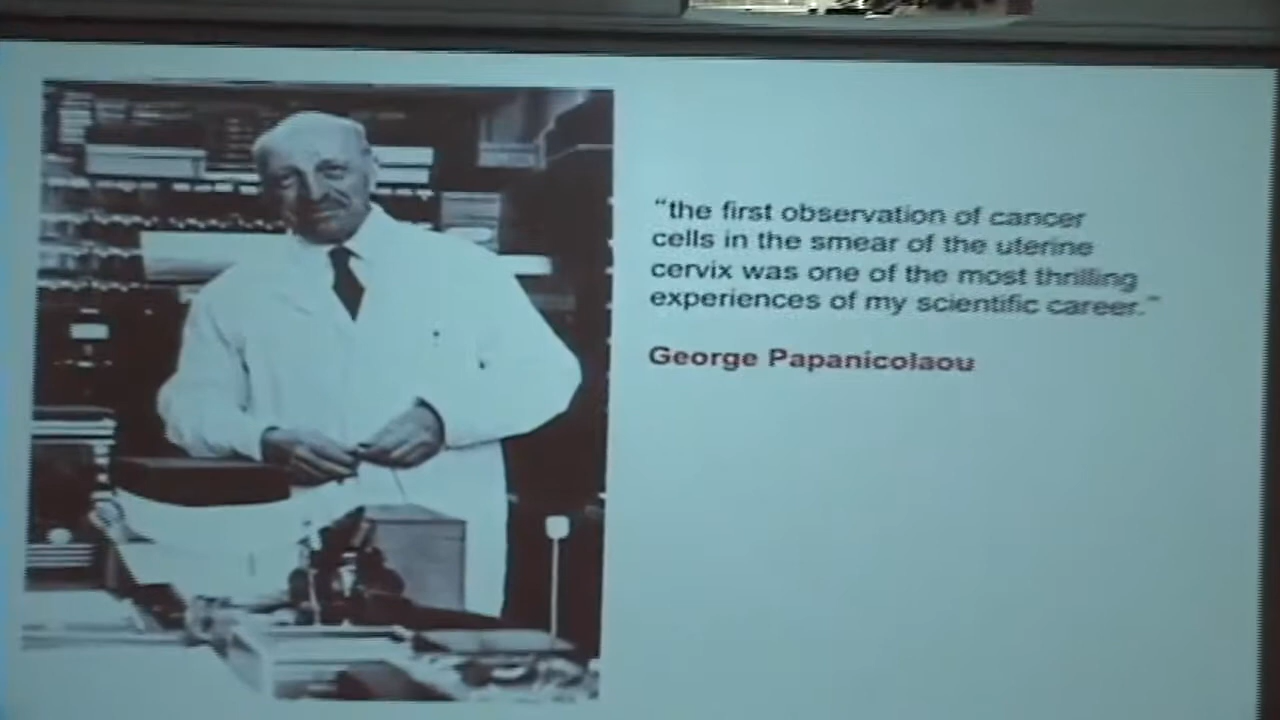 “the first observation of cancer
cells in the smear of the uterine
cervix was one of the most thrilling
experiences of my scientific career.”
George Papanicolaou